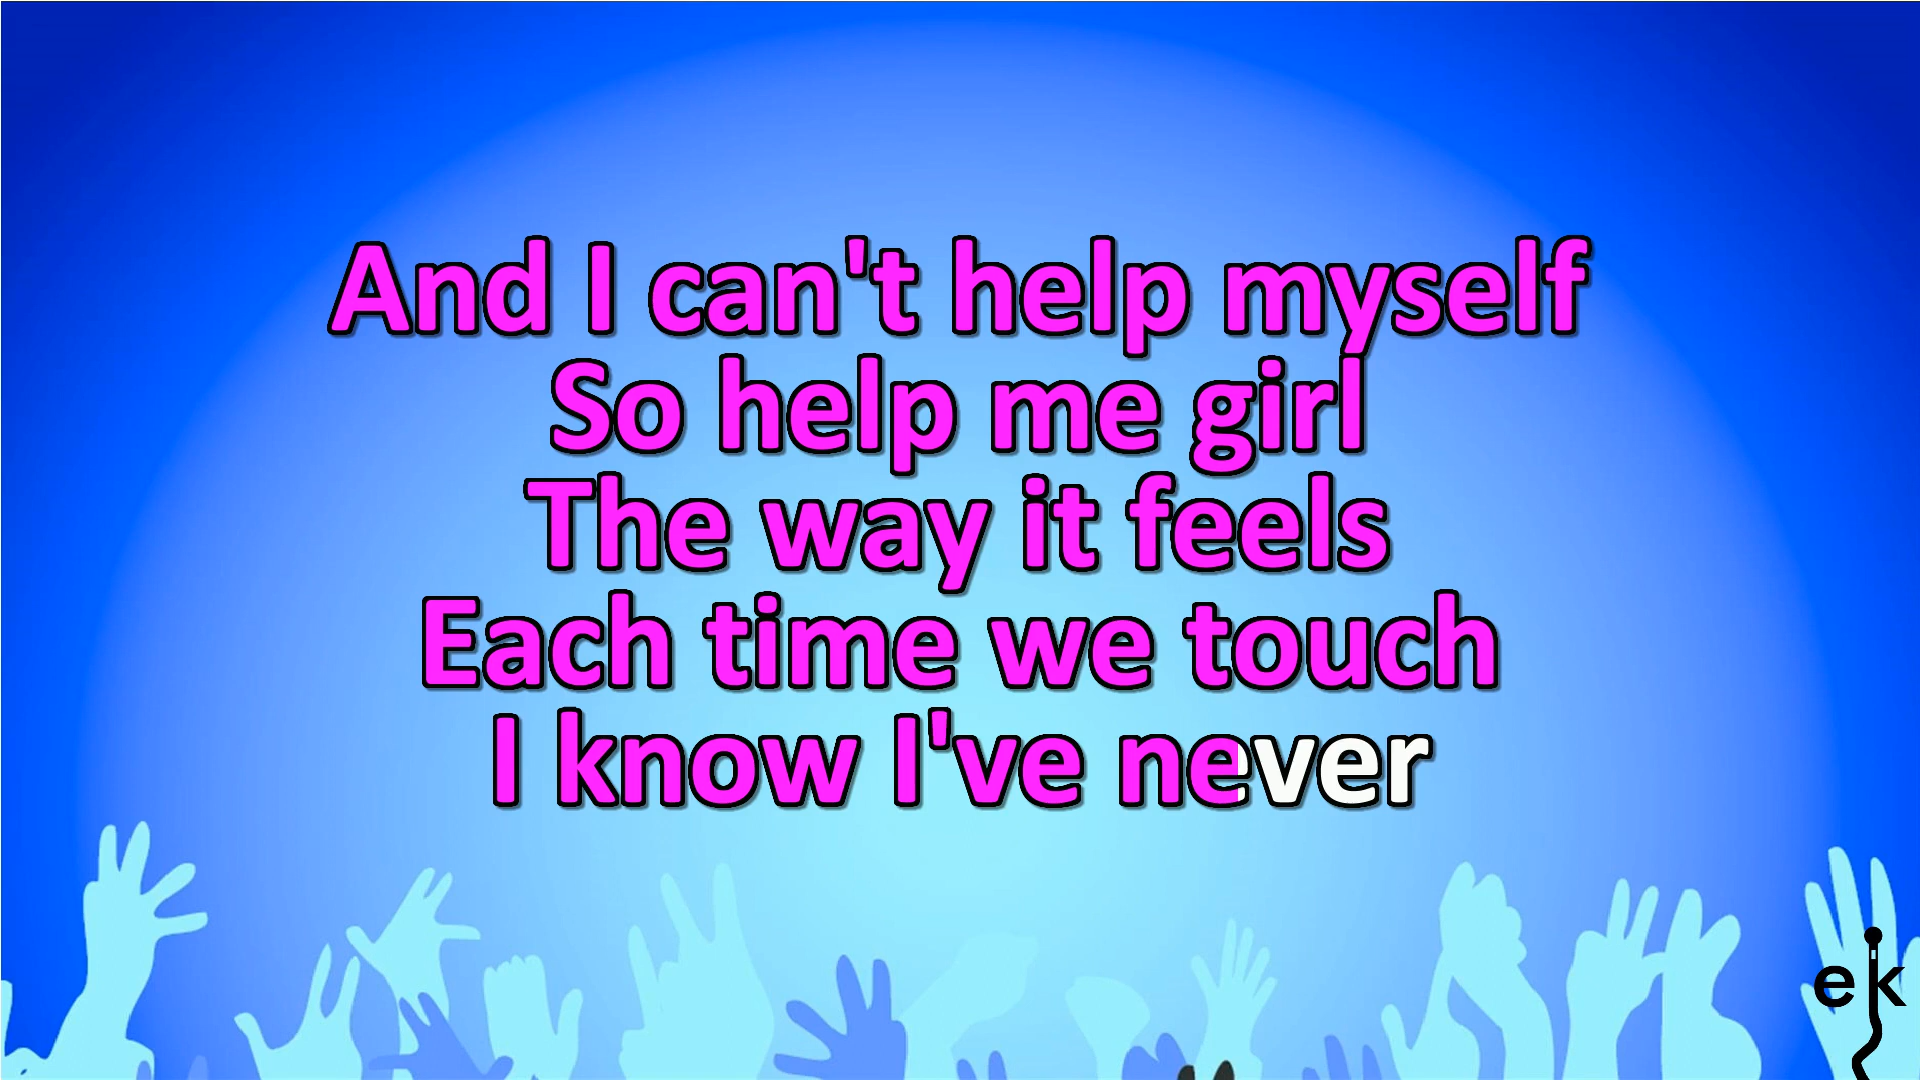 And I can't help myself
So help me girl
The way it feels
Each time we touch
I know I've never
ek